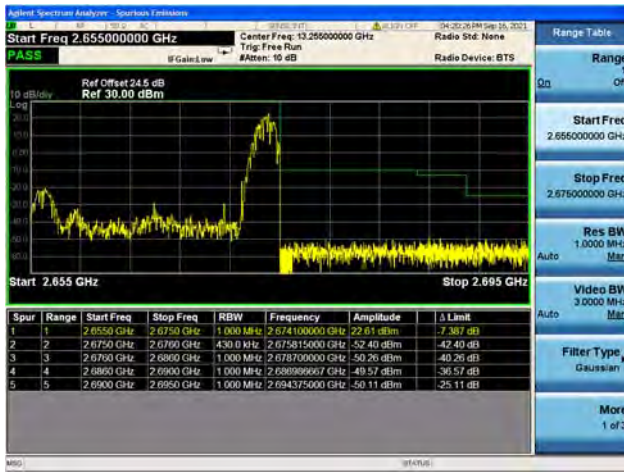 Agilent Spectrum Analyzer - Spurious Emissions
SENSE:INT ALIGN OFF 04:20:26 PM Sep 16, 2021
Start Freq 2.655000000 GHz
Center Freq: 13.255000000 GHz
Radio Std: None
Trig: Free Run
PASS
IFGain:Low
#Atten: 10 dB
Radio Device: BTS
Ref Offset 24.5 dB
10 dB/div Ref 30.00 dBm
Log
Start 2.655 GHz
Stop 2.695 GHz
Spur Range Start Freq Stop Freq RBW Frequency Amplitude Δ Limit
1 1 2.6550 GHz 2.6750 GHz 1.000 MHz 2.674100000 GHz 22.61 dBm -7.387 dB
2 2 2.6750 GHz 2.6760 GHz 430.0 kHz 2.675815000 GHz -52.40 dBm -42.40 dB
3 3 2.6760 GHz 2.6860 GHz 1.000 MHz 2.678700000 GHz -50.26 dBm -40.26 dB
4 4 2.6860 GHz 2.6900 GHz 1.000 MHz 2.686986667 GHz -49.57 dBm -36.57 dB
5 5 2.6900 GHz 2.6950 GHz 1.000 MHz 2.694375000 GHz -50.11 dBm -25.11 dB
MSG
STATUS
Range Table
Range
On Of
Start Freq
2.655000000 GHz
Stop Freq
2.675000000 GHz
Res BW
1.0000 MHz
Auto Man
Video BW
3.0000 MHz
Auto Man
Filter Type
Gaussian
More
1 of 3